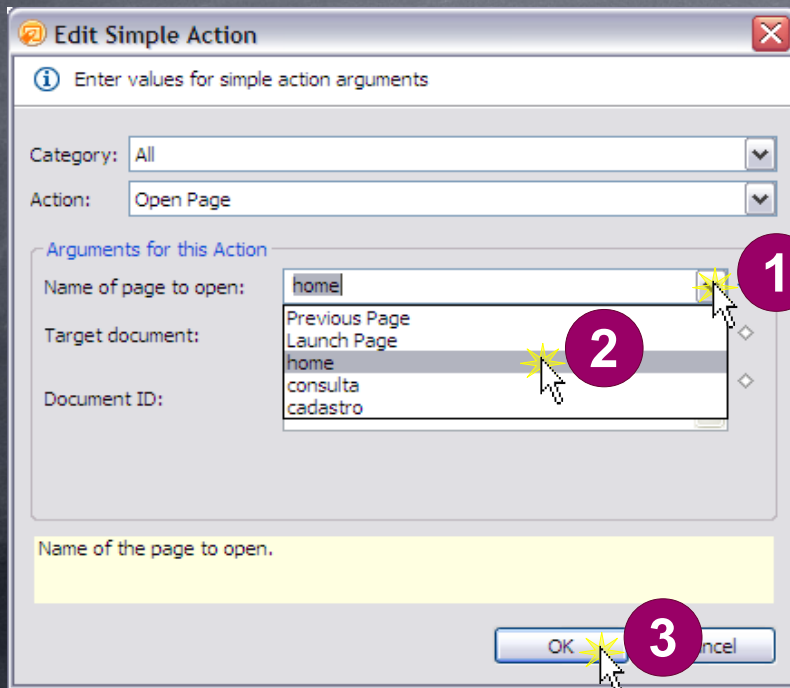 Edit Simple Action
Enter values for simple action arguments
Category: All
Action: Open Page
Arguments for this Action
Name of page to open: home
1
Previous Page
Target document:
Launch Page
home
2
consulta
Document ID:
cadastro
Name of the page to open.
OK
3
ncel